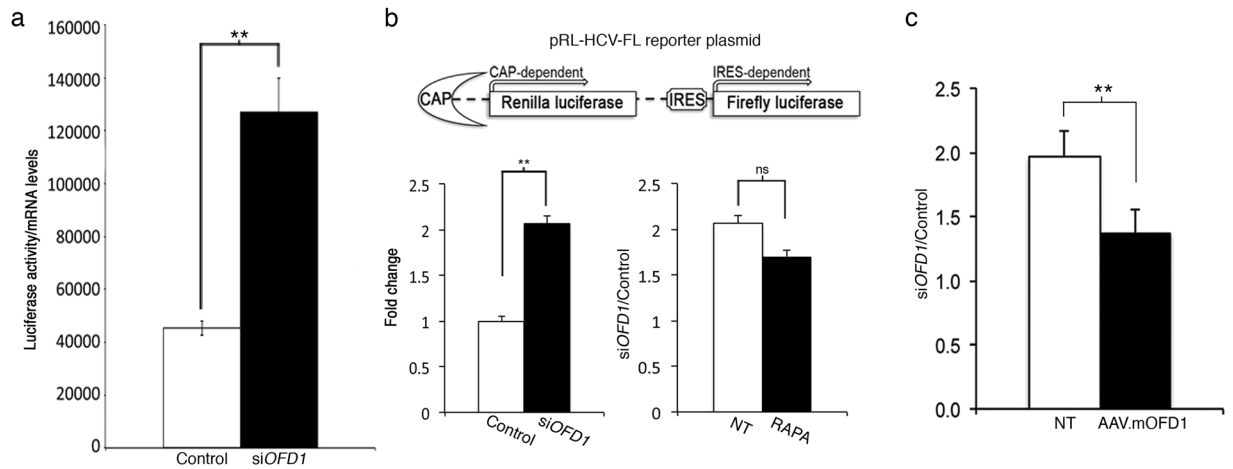 a
Luciferase activity/mRNA levels
160000
140000
120000
100000
80000
60000
40000
20000
0
**
Control
siOFD1
b
pRL-HCV-FL reporter plasmid
CAP
CAP-dependent
Renilla luciferase
IRES
IRES-dependent
Firefly luciferase
Fold change
2.5
2
1.5
1
0.5
0
**
Control
siOFD1
siOFD1/Control
2.5
2
1.5
1
0.5
0
ns
NT
RAPA
c
siOFD1/Control
2.5
2.0
1.5
1.0
0.5
0.0
**
NT
AAV.mOFD1